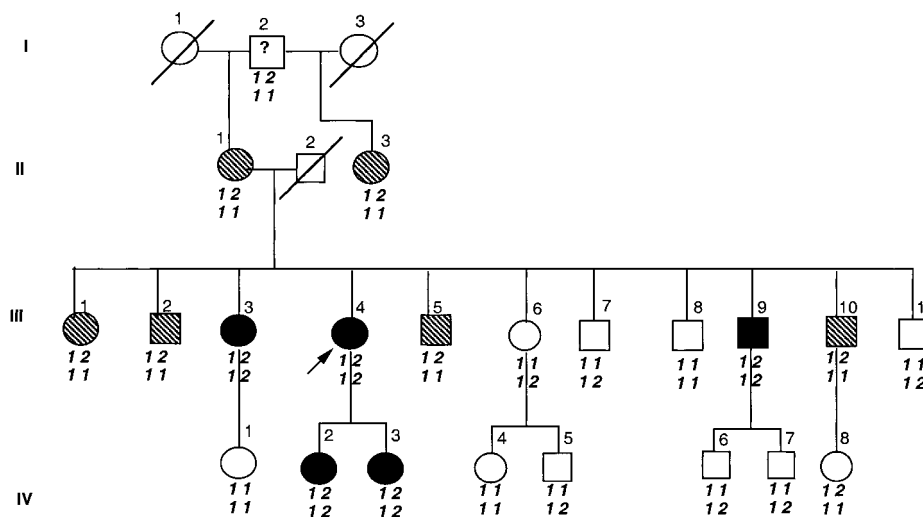 1 2 3
I
?
1 2
1 1
1 2 3
II
1 2 1 2
1 1 1 1
1 2 3 4 5 6 7 8 9 10 1
III
1 2 1 2 1 2 1 2 1 2 1 1 1 1 1 1 1 2 1 2 1 1
1 1 1 1 1 2 1 2 1 1 1 2 1 2 1 1 1 2 1 1 1 2
1 2 3 4 5 6 7 8
1 1 1 2 1 2 1 1 1 1 1 1 1 1 1 2
1 1 1 2 1 2 1 1 1 2 1 2 1 2 1 1
IV